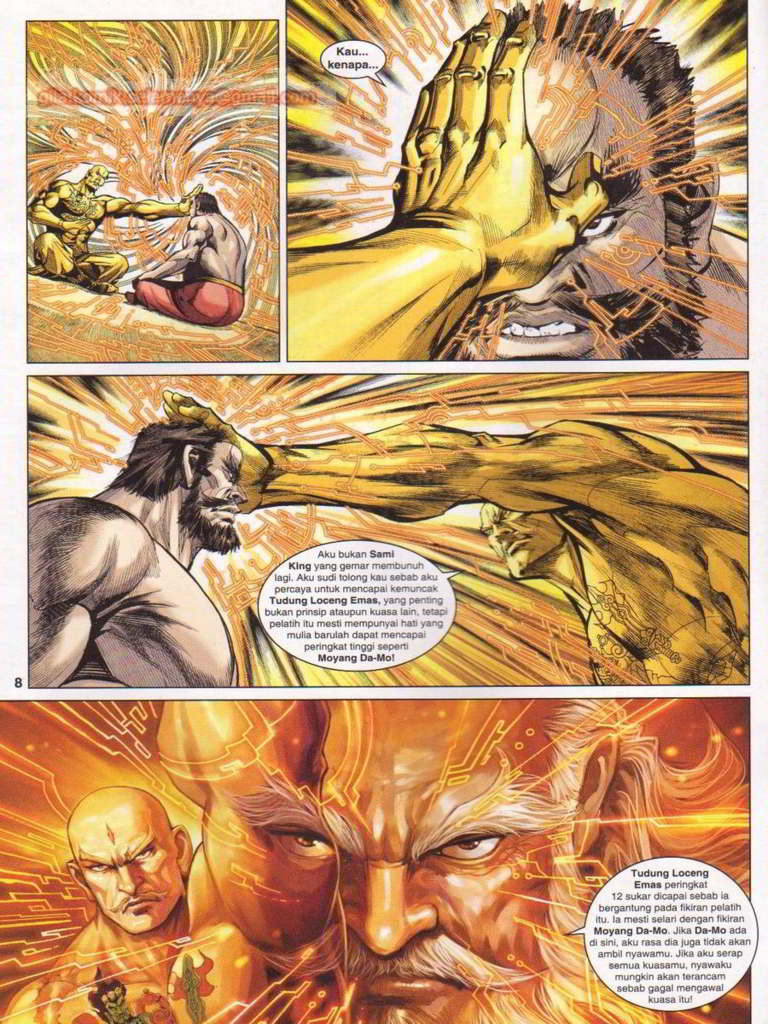 Kau...
kenapa...
Aku bukan Sami
King yang gemar membunuh
lagi. Aku sudi tolong kau sebab aku
percaya untuk mencapai kemuncak
Tudung Loceng Emas, yang penting
bukan prinsip ataupun kuasa lain, tetapi
pelatih itu mesti mempunyai hati yang
mulia barulah dapat mencapai
peringkat tinggi seperti
Moyang Da-Mo!
8
Tudung Loceng
Emas peringkat
12 sukar dicapai sebab ia
bergantung pada fikiran pelatih
itu. Ia mesti selari dengan fikiran
Moyang Da-Mo. Jika Da-Mo ada
di sini, aku rasa dia juga tidak akan
ambil nyawamu. Jika aku serap
semua kuasamu, nyawaku
mungkin akan terancam
sebab gagal mengawal
kuasa itu!